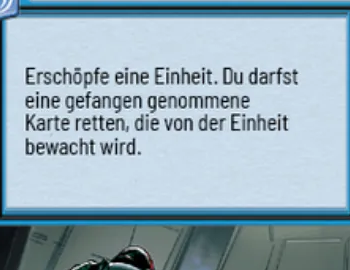 Erschöpfe eine Einheit. Du darfst
eine gefangen genommene
Karte retten, die von der Einheit
bewacht wird.